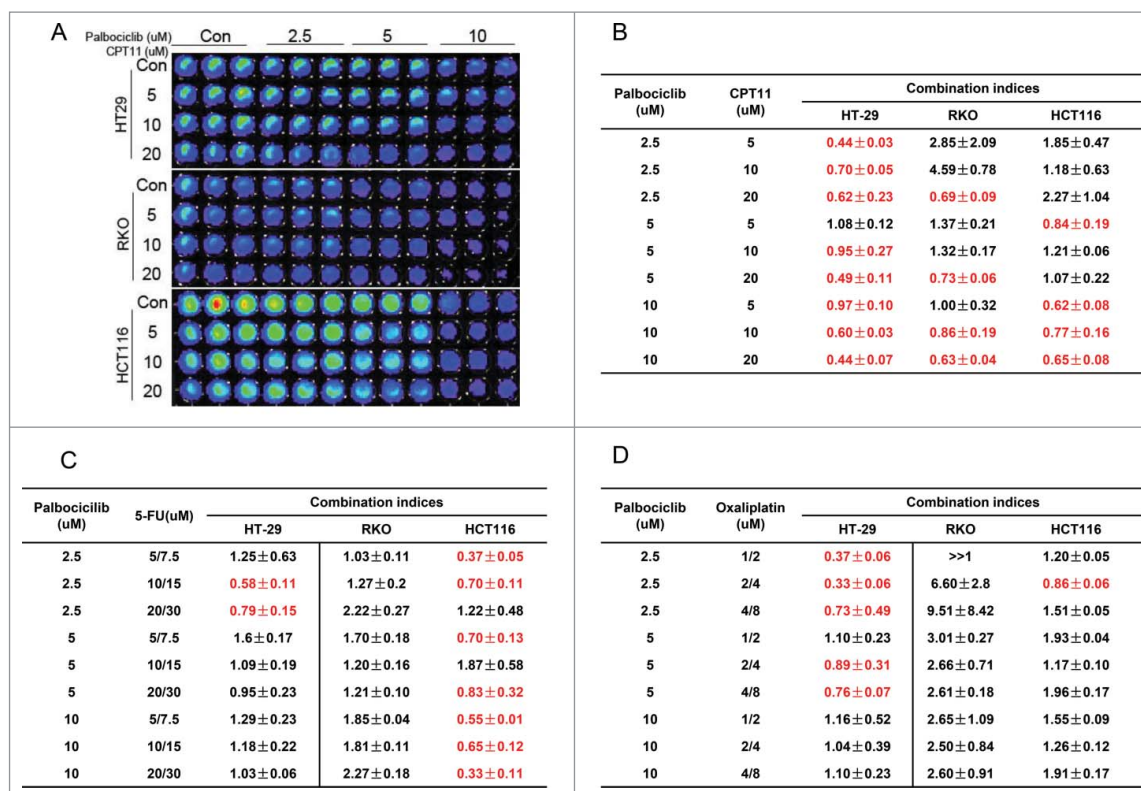 A
Palbociclib (uM) Con 2.5 5 10
CPT11 (uM)
HT29
Con
5
10
20
RKO
Con
5
10
20
HCT116
Con
5
10
20
B
Palbociclib (uM) CPT11 (uM) Combination indices
HT-29 RKO HCT116
2.5 5 0.44±0.03 2.85±2.09 1.85±0.47
2.5 10 0.70±0.05 4.59±0.78 1.18±0.63
2.5 20 0.62±0.23 0.69±0.09 2.27±1.04
5 5 1.08±0.12 1.37±0.21 0.84±0.19
5 10 0.95±0.27 1.32±0.17 1.21±0.06
5 20 0.49±0.11 0.73±0.06 1.07±0.22
10 5 0.97±0.10 1.00±0.32 0.62±0.08
10 10 0.60±0.03 0.86±0.19 0.77±0.16
10 20 0.44±0.07 0.63±0.04 0.65±0.08
C
Palbocicilib (uM) 5-FU(uM) Combination indices
HT-29 RKO HCT116
2.5 5/7.5 1.25±0.63 1.03±0.11 0.37±0.05
2.5 10/15 0.58±0.11 1.27±0.2 0.70±0.11
2.5 20/30 0.79±0.15 2.22±0.27 1.22±0.48
5 5/7.5 1.6±0.17 1.70±0.18 0.70±0.13
5 10/15 1.09±0.19 1.20±0.16 1.87±0.58
5 20/30 0.95±0.23 1.21±0.10 0.83±0.32
10 5/7.5 1.29±0.23 1.85±0.04 0.55±0.01
10 10/15 1.18±0.22 1.81±0.11 0.65±0.12
10 20/30 1.03±0.06 2.27±0.18 0.33±0.11
D
Palbociclib (uM) Oxaliplatin (uM) Combination indices
HT-29 RKO HCT116
2.5 1/2 0.37±0.06 >>1 1.20±0.05
2.5 2/4 0.33±0.06 6.60±2.8 0.86±0.06
2.5 4/8 0.73±0.49 9.51±8.42 1.51±0.05
5 1/2 1.10±0.23 3.01±0.27 1.93±0.04
5 2/4 0.89±0.31 2.66±0.71 1.17±0.10
5 4/8 0.76±0.07 2.61±0.18 1.96±0.17
10 1/2 1.16±0.52 2.65±1.09 1.55±0.09
10 2/4 1.04±0.39 2.50±0.84 1.26±0.12
10 4/8 1.10±0.23 2.60±0.91 1.91±0.17